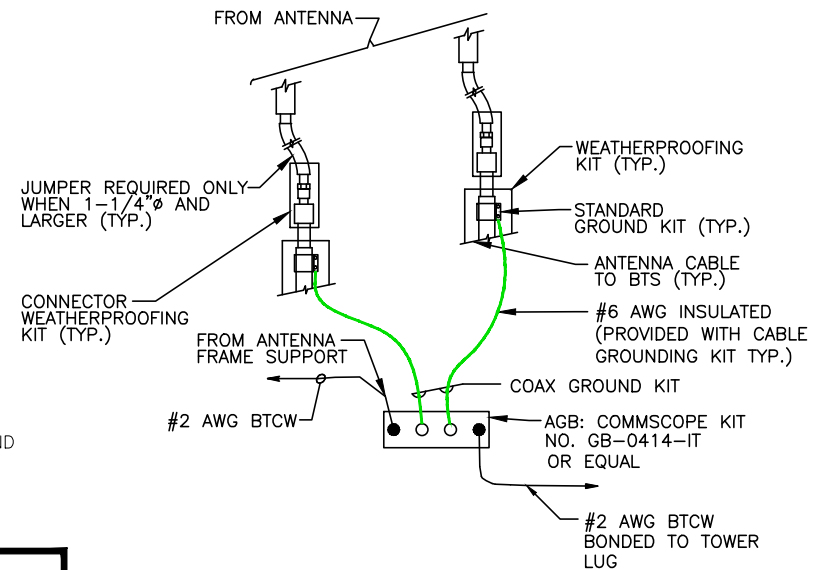 FROM ANTENNA
WEATHERPROOFING
KIT (TYP.)
JUMPER REQUIRED ONLY
WHEN 1-1/4"ø AND
LARGER (TYP.)
STANDARD
GROUND KIT (TYP.)
ANTENNA CABLE
TO BTS (TYP.)
CONNECTOR
WEATHERPROOFING
KIT (TYP.)
#6 AWG INSULATED
(PROVIDED WITH CABLE
GROUNDING KIT TYP.)
FROM ANTENNA
FRAME SUPPORT
COAX GROUND KIT
#2 AWG BTCW
AGB: COMMSCOPE KIT
NO. GB-0414-IT
OR EQUAL
ND
#2 AWG BTCW
BONDED TO TOWER
LUG